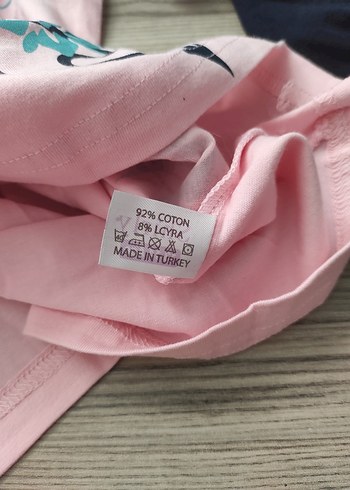 92% COTON
8% LCYRA
MADE IN TURKEY